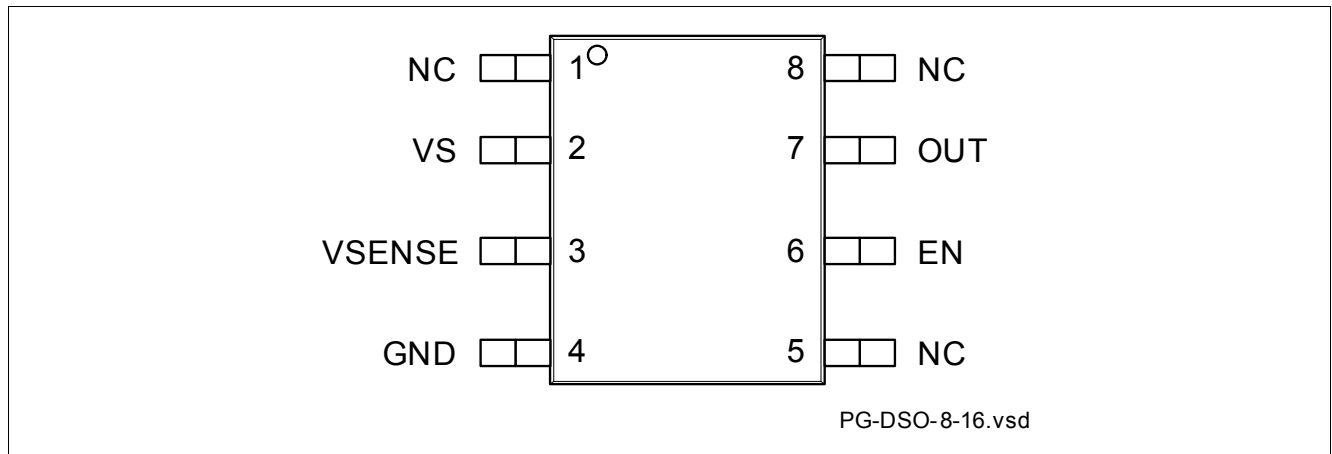 NC 1 8 NC
VS 2 7 OUT
VSENSE 3 6 EN
GND 4 5 NC
PG-DSO-8-16.vsd